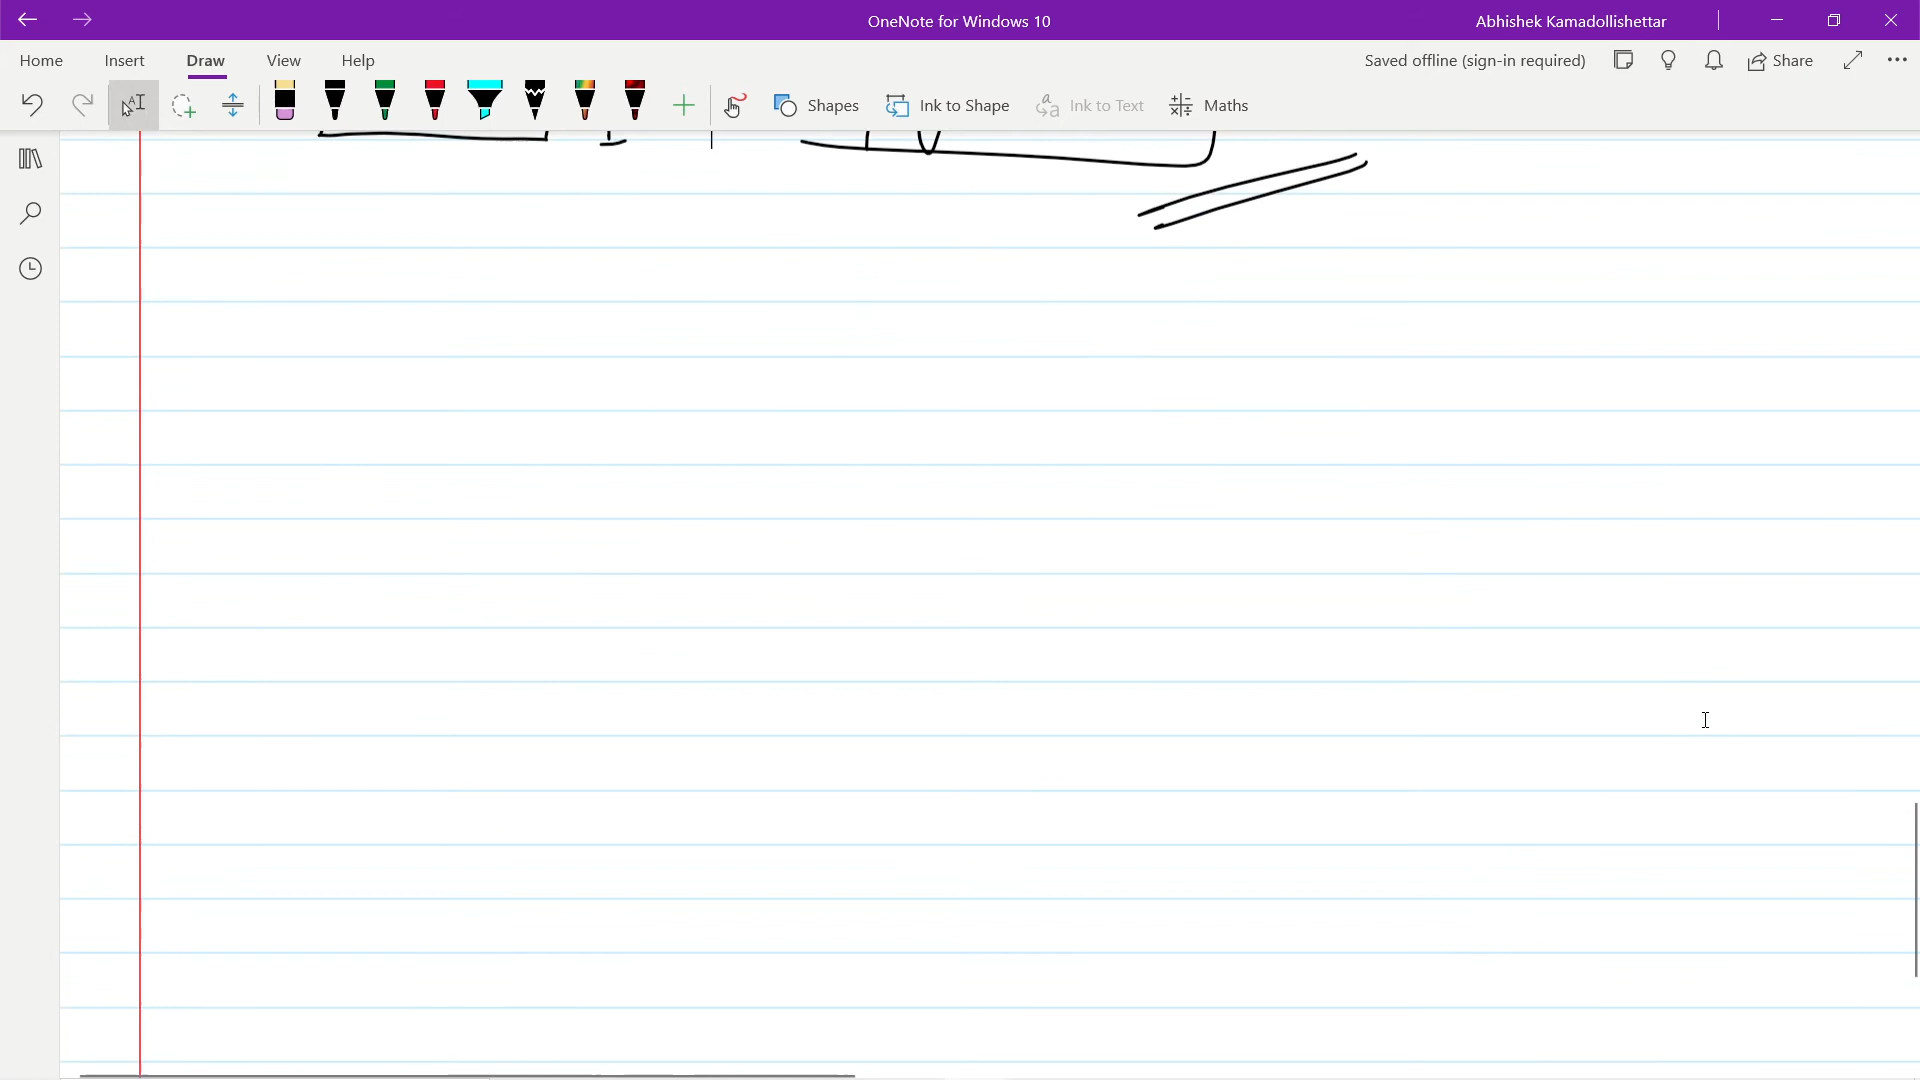 OneNote for Windows 10
Abhishek Kamadollishettar
Home Insert Draw View Help
Saved offline (sign-in required)
Share
Shapes
Ink to Shape
Ink to Text
Maths